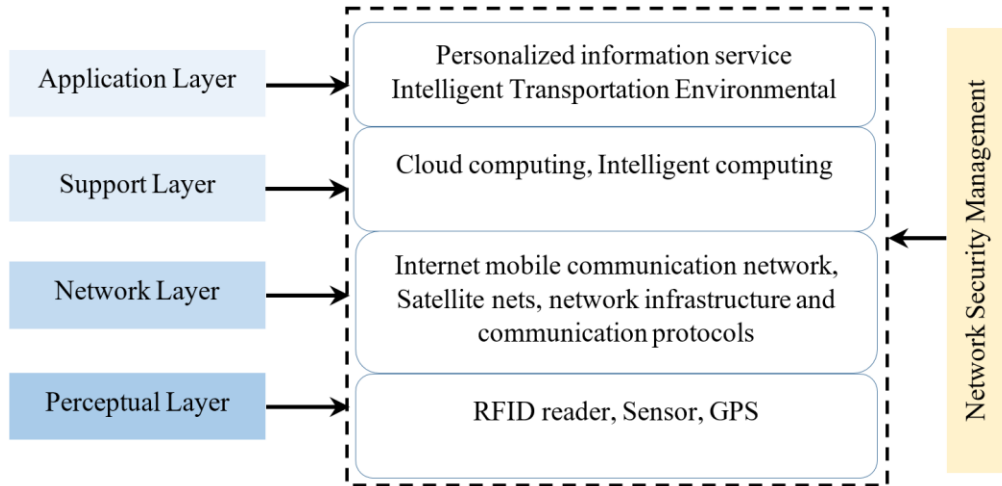 Application Layer
Personalized information service
Intelligent Transportation Environmental
Support Layer
Cloud computing, Intelligent computing
Network Layer
Internet mobile communication network,
Satellite nets, network infrastructure and
communication protocols
Perceptual Layer
RFID reader, Sensor, GPS
Network Security Management